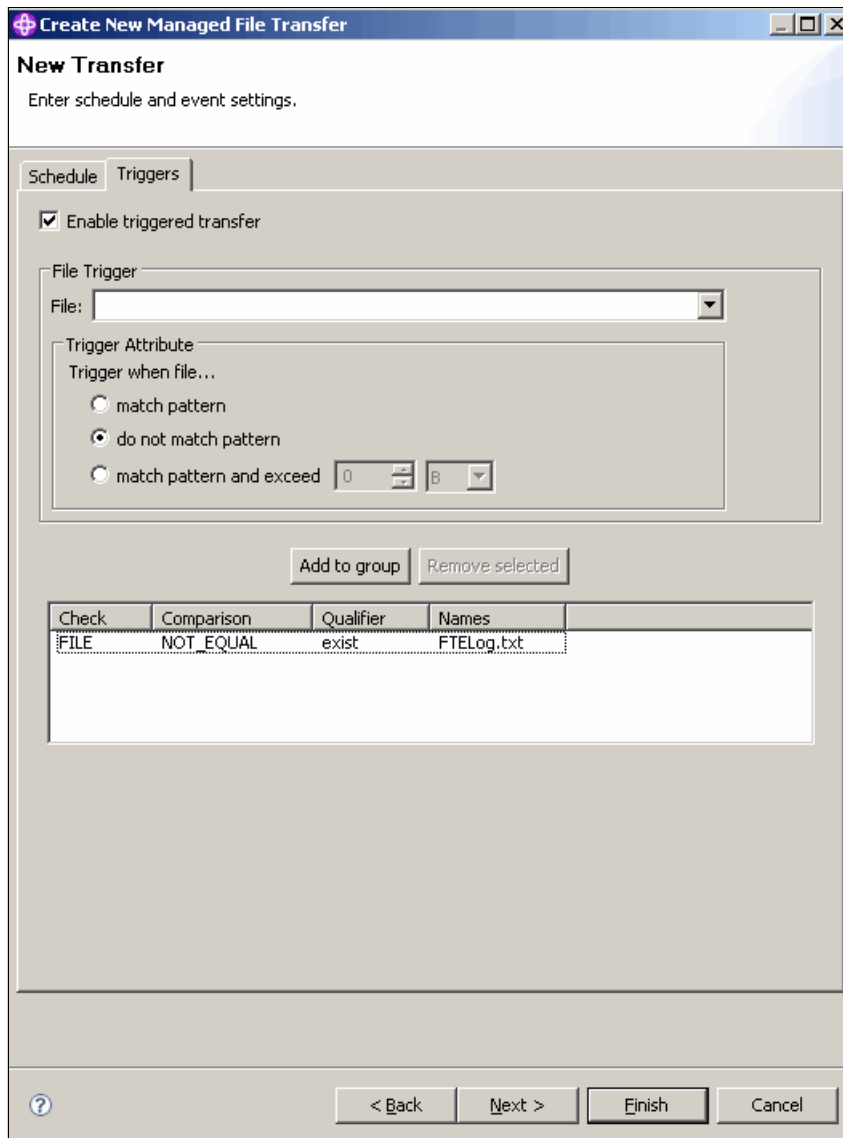 Create New Managed File Transfer
New Transfer
Enter schedule and event settings.
Schedule Triggers
Enable triggered transfer
File Trigger
File:
Trigger Attribute
Trigger when file...
match pattern
do not match pattern
match pattern and exceed 0 B
Add to group Remove selected
Check Comparison Qualifier Names
FILE NOT_EQUAL exist FTELog.txt
? < Back Next > Finish Cancel